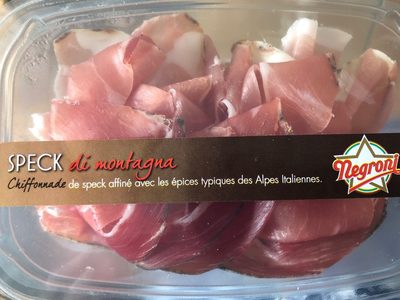 SPECK di montagna
Chiffonnade de speck affiné avec les épices typiques des Alpes Italiennes.
Negroni